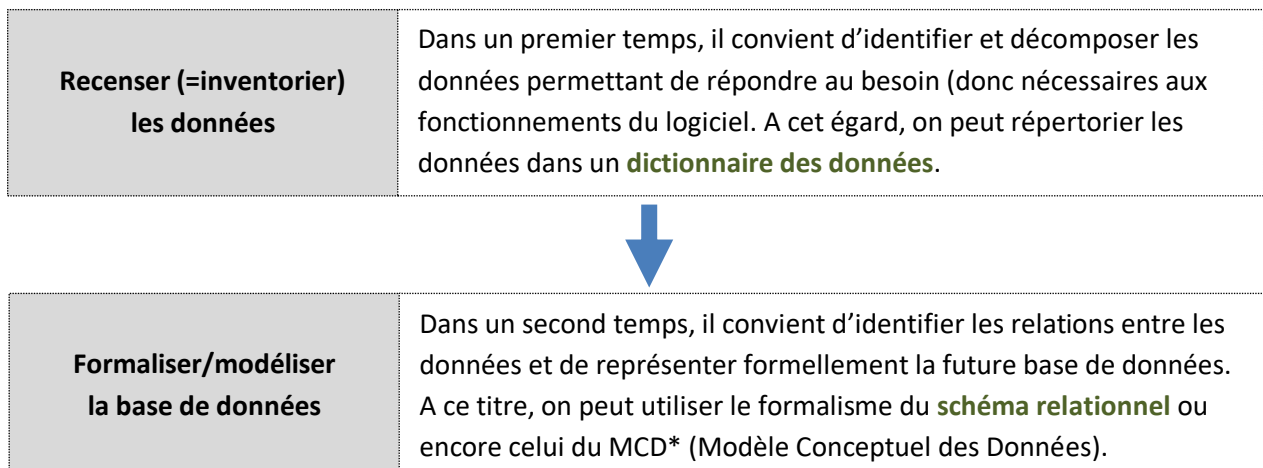 Recenser (=inventorier)
les données
Dans un premier temps, il convient d’identifier et décomposer les
données permettant de répondre au besoin (donc nécessaires aux
fonctionnements du logiciel. A cet égard, on peut répertorier les
données dans un dictionnaire des données.
Formaliser/modéliser
la base de données
Dans un second temps, il convient d’identifier les relations entre les
données et de représenter formellement la future base de données.
A ce titre, on peut utiliser le formalisme du schéma relationnel ou
encore celui du MCD* (Modèle Conceptuel des Données).